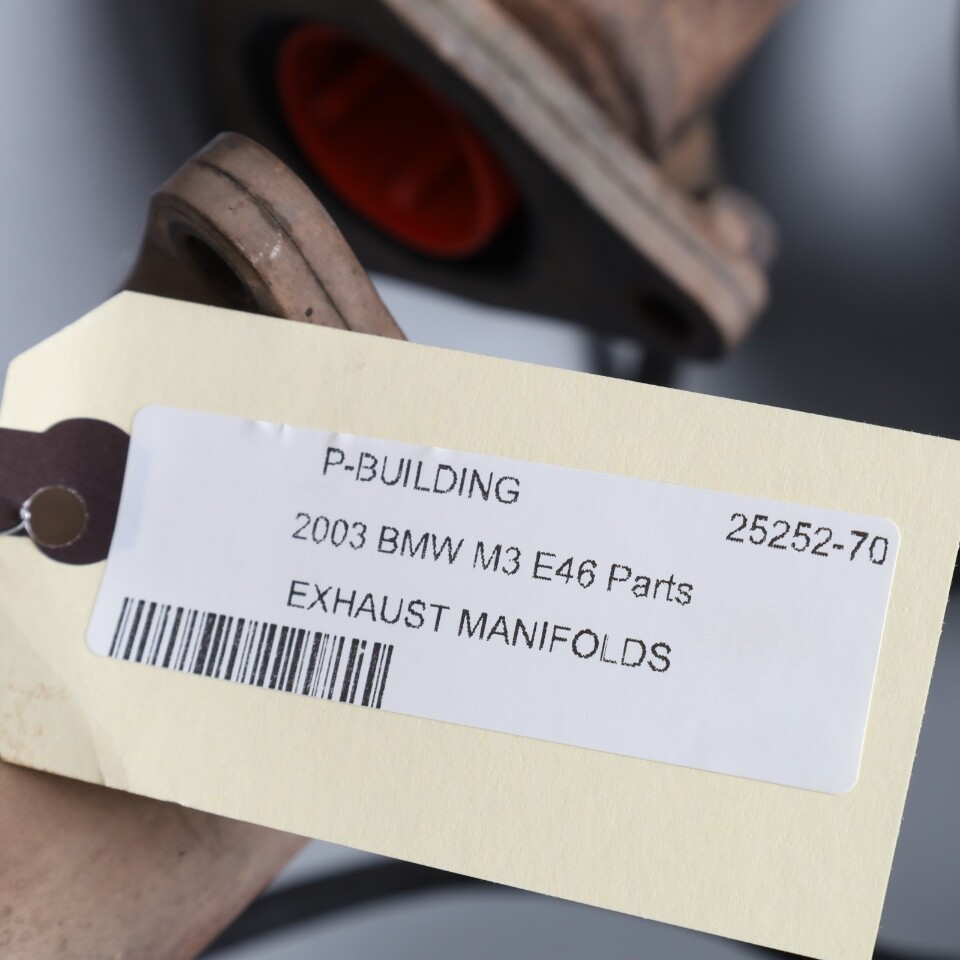 P-BUILDING
25252-70
2003 BMW M3 E46 Parts
EXHAUST MANIFOLDS